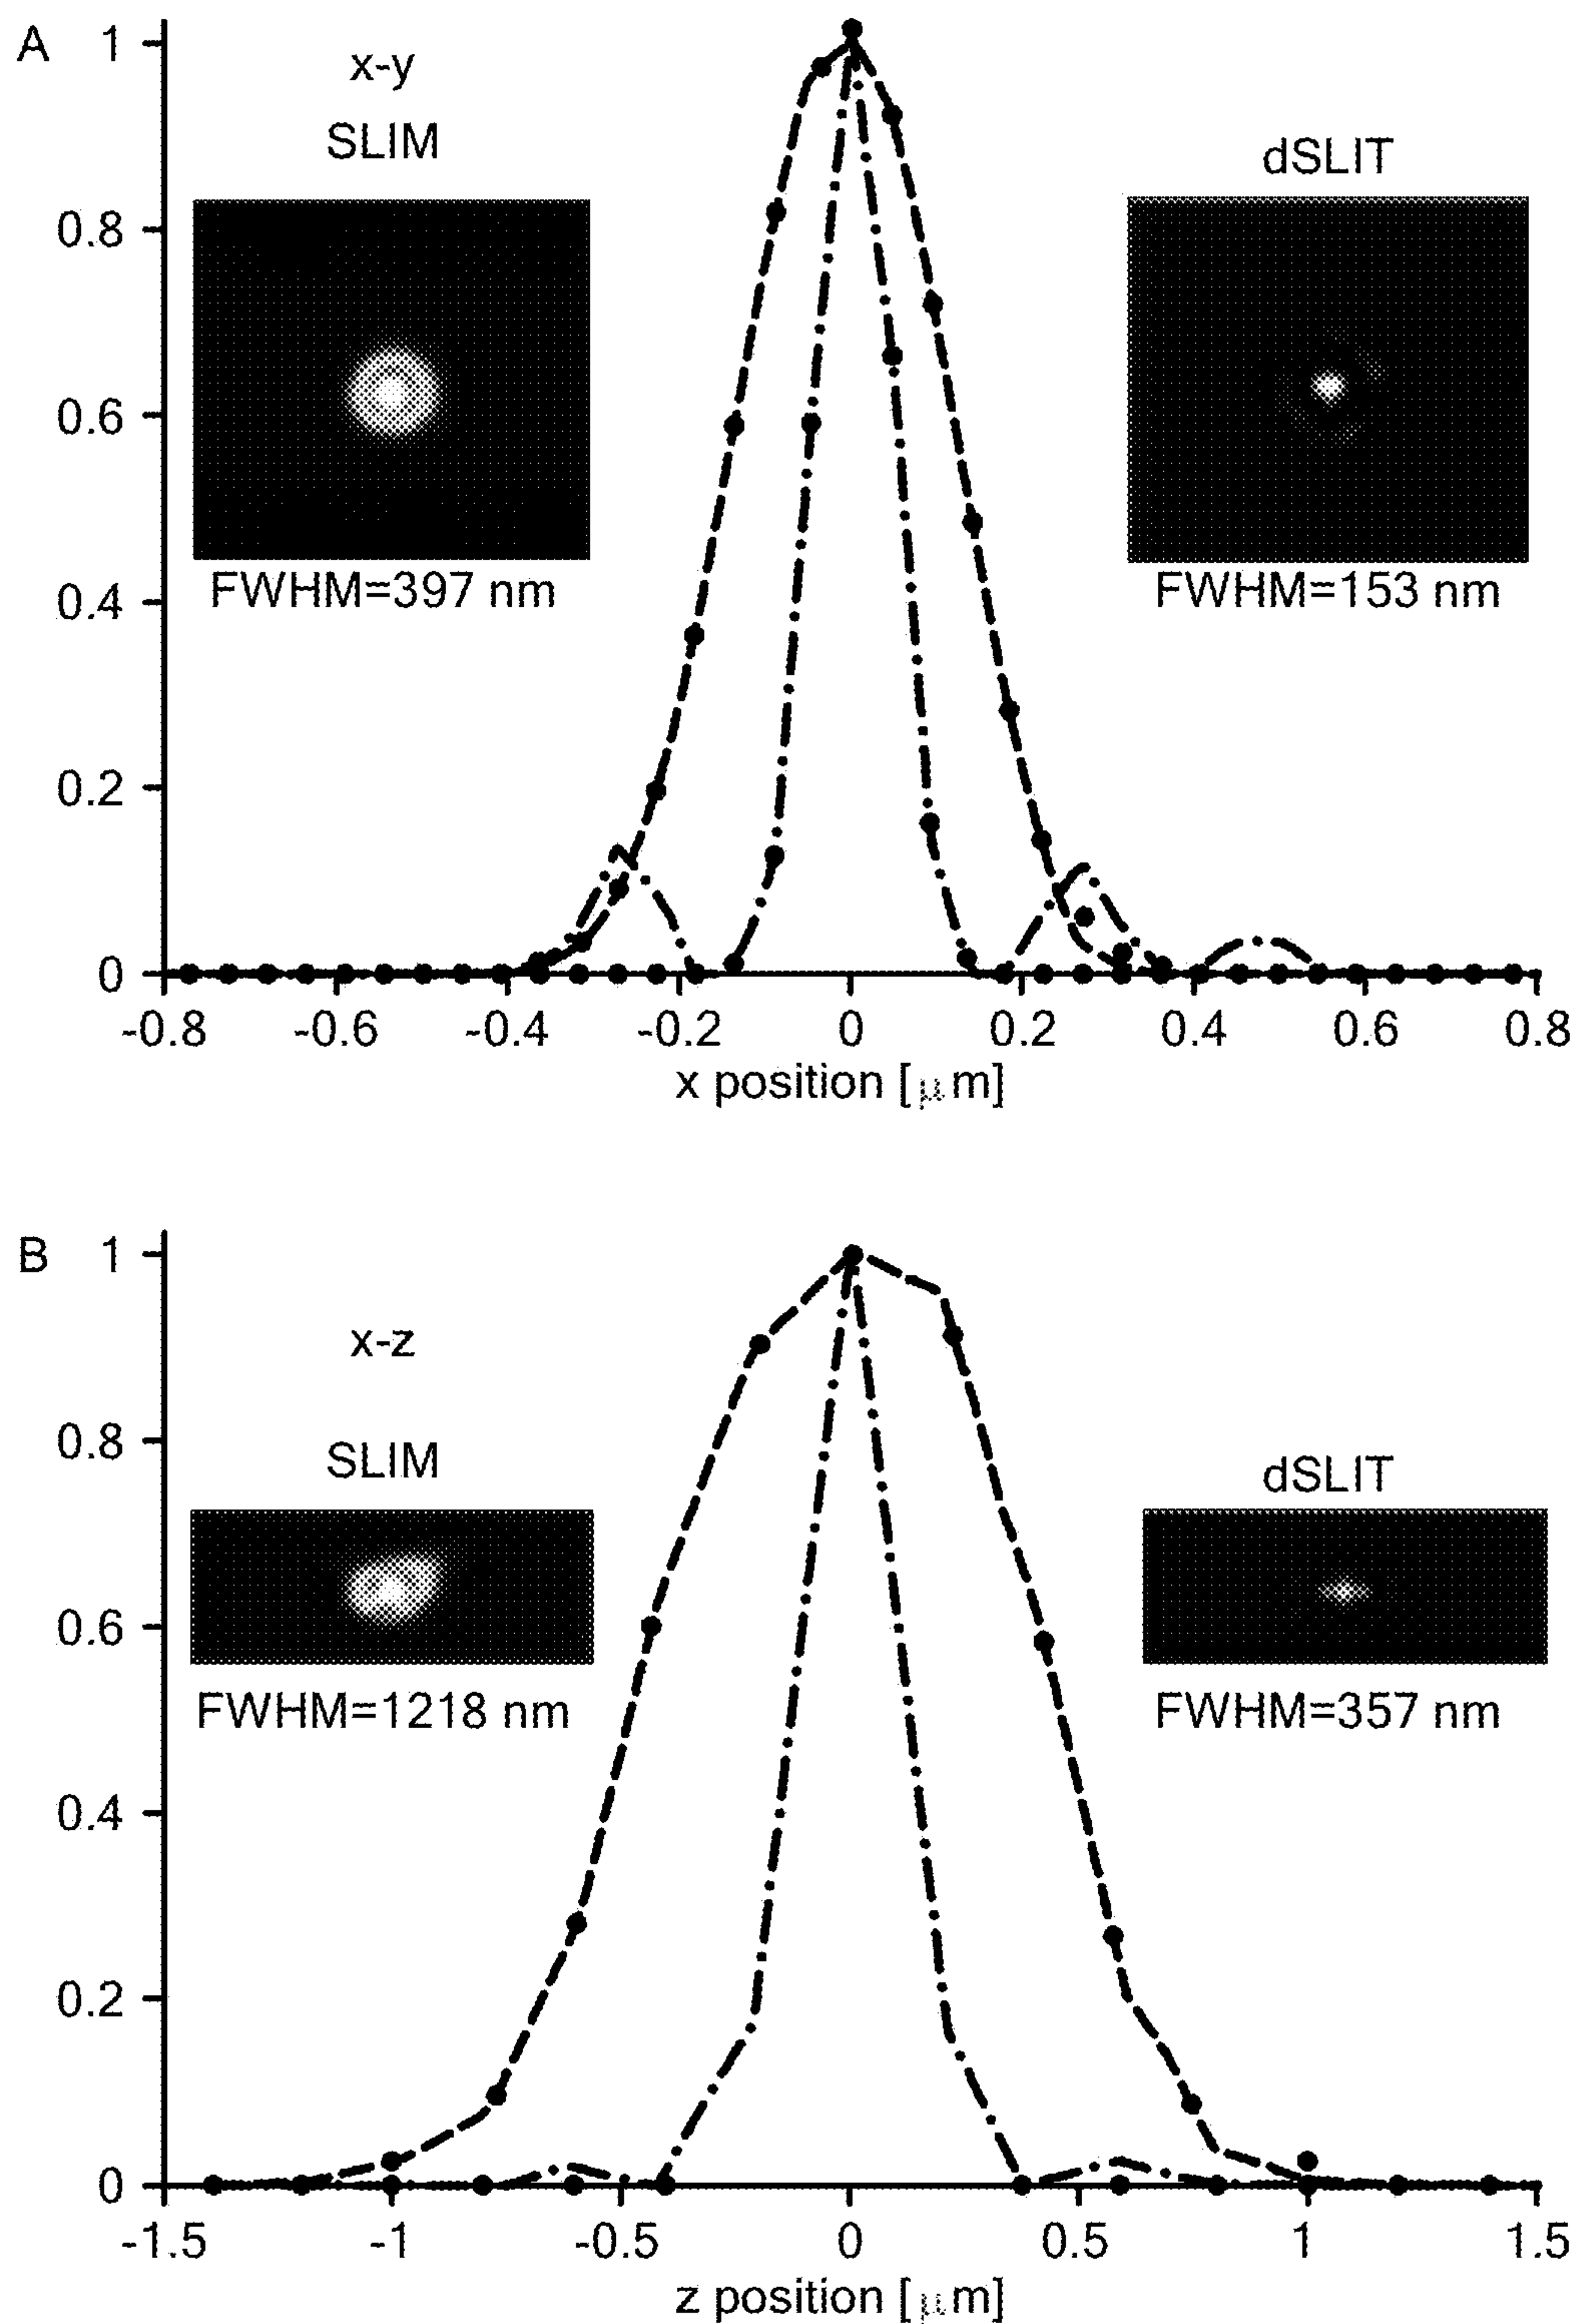 A
x-y
SLIM
dSLIT
FWHM=397 nm
FWHM=153 nm
1
0.8
0.6
0.4
0.2
0
-0.8 -0.6 -0.4 -0.2 0 0.2 0.4 0.6 0.8
x position [μm]
B
x-z
SLIM
dSLIT
FWHM=1218 nm
FWHM=357 nm
1
0.8
0.6
0.4
0.2
0
-1.5 -1 -0.5 0 0.5 1 1.5
z position [μm]